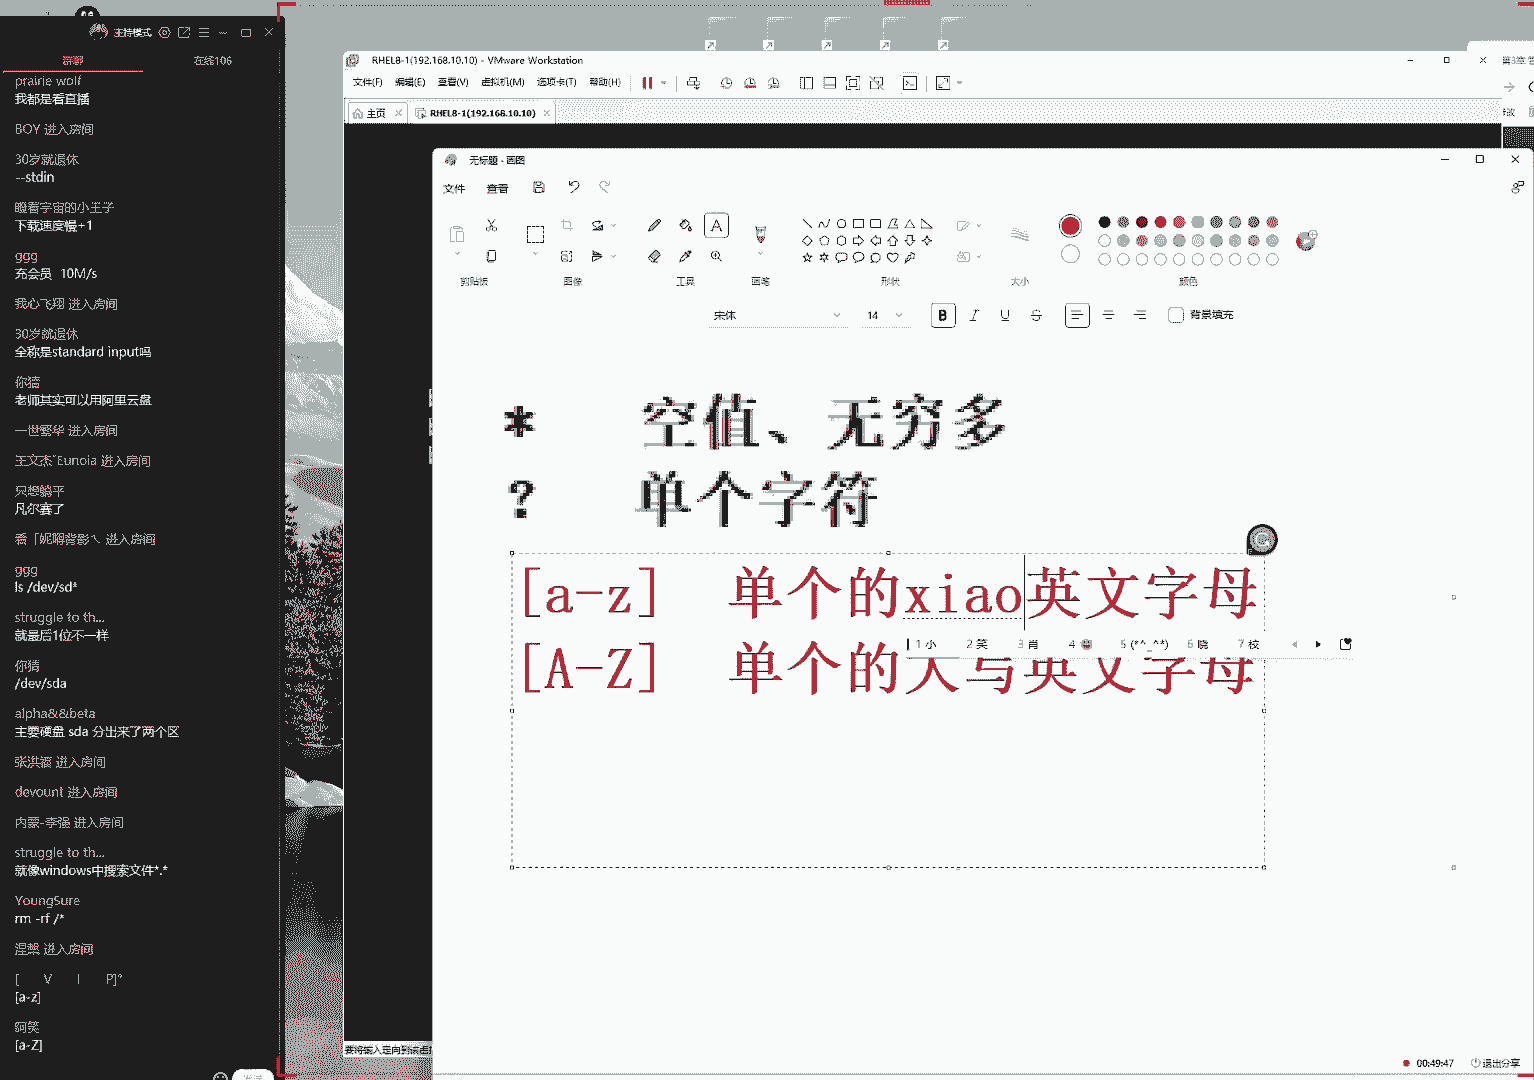 主持模式
群聊
在线106
prairie wolf
我都是看直播
BOY 进入房间
30岁就退休
--stdin
瞪着宇宙的小王子
下载速度慢+1
ggg
充会员 10M/s
我心飞翔 进入房间
30岁就退休
全称是standard input吗
你猜
老师其实可以用阿里云盘
一世繁华 进入房间
王文杰~Eunoia 进入房间
只想躺平
凡尔赛了
进入房间
ggg
ls /dev/sd*
struggle to th...
就最后1位不一样
你猜
/dev/sda
alpha&&beta
主要硬盘 sda 分出来了两个区
进入房间
devount 进入房间
内蒙-李强 进入房间
struggle to th...
就像windows中搜索文件*.*
YoungSure
rm -rf /*
进入房间
[ V I P]°
[a-z]
阿笑
[a-Z]
RHEL8-1(192.168.10.10) - VMware Workstation
文件(F) 编辑(E) 查看(V) 虚拟机(M) 选项卡(T) 帮助(H)
主页
RHEL8-1(192.168.10.10)
无标题 - 画图
文件 查看
剪贴板 图像 工具 画笔 形状 大小 颜色
宋体 14 B I U 背景填充
* 空值、无穷多
? 单个字符
[a-z] 单个的xiao英文字母
1 小 2 笑 3 肖 4 5 (*^_^*) 6 晓 7 校
[A-Z] 单个的大写英文字母
要将输入定向到该虚拟
00:49:47 退出分享